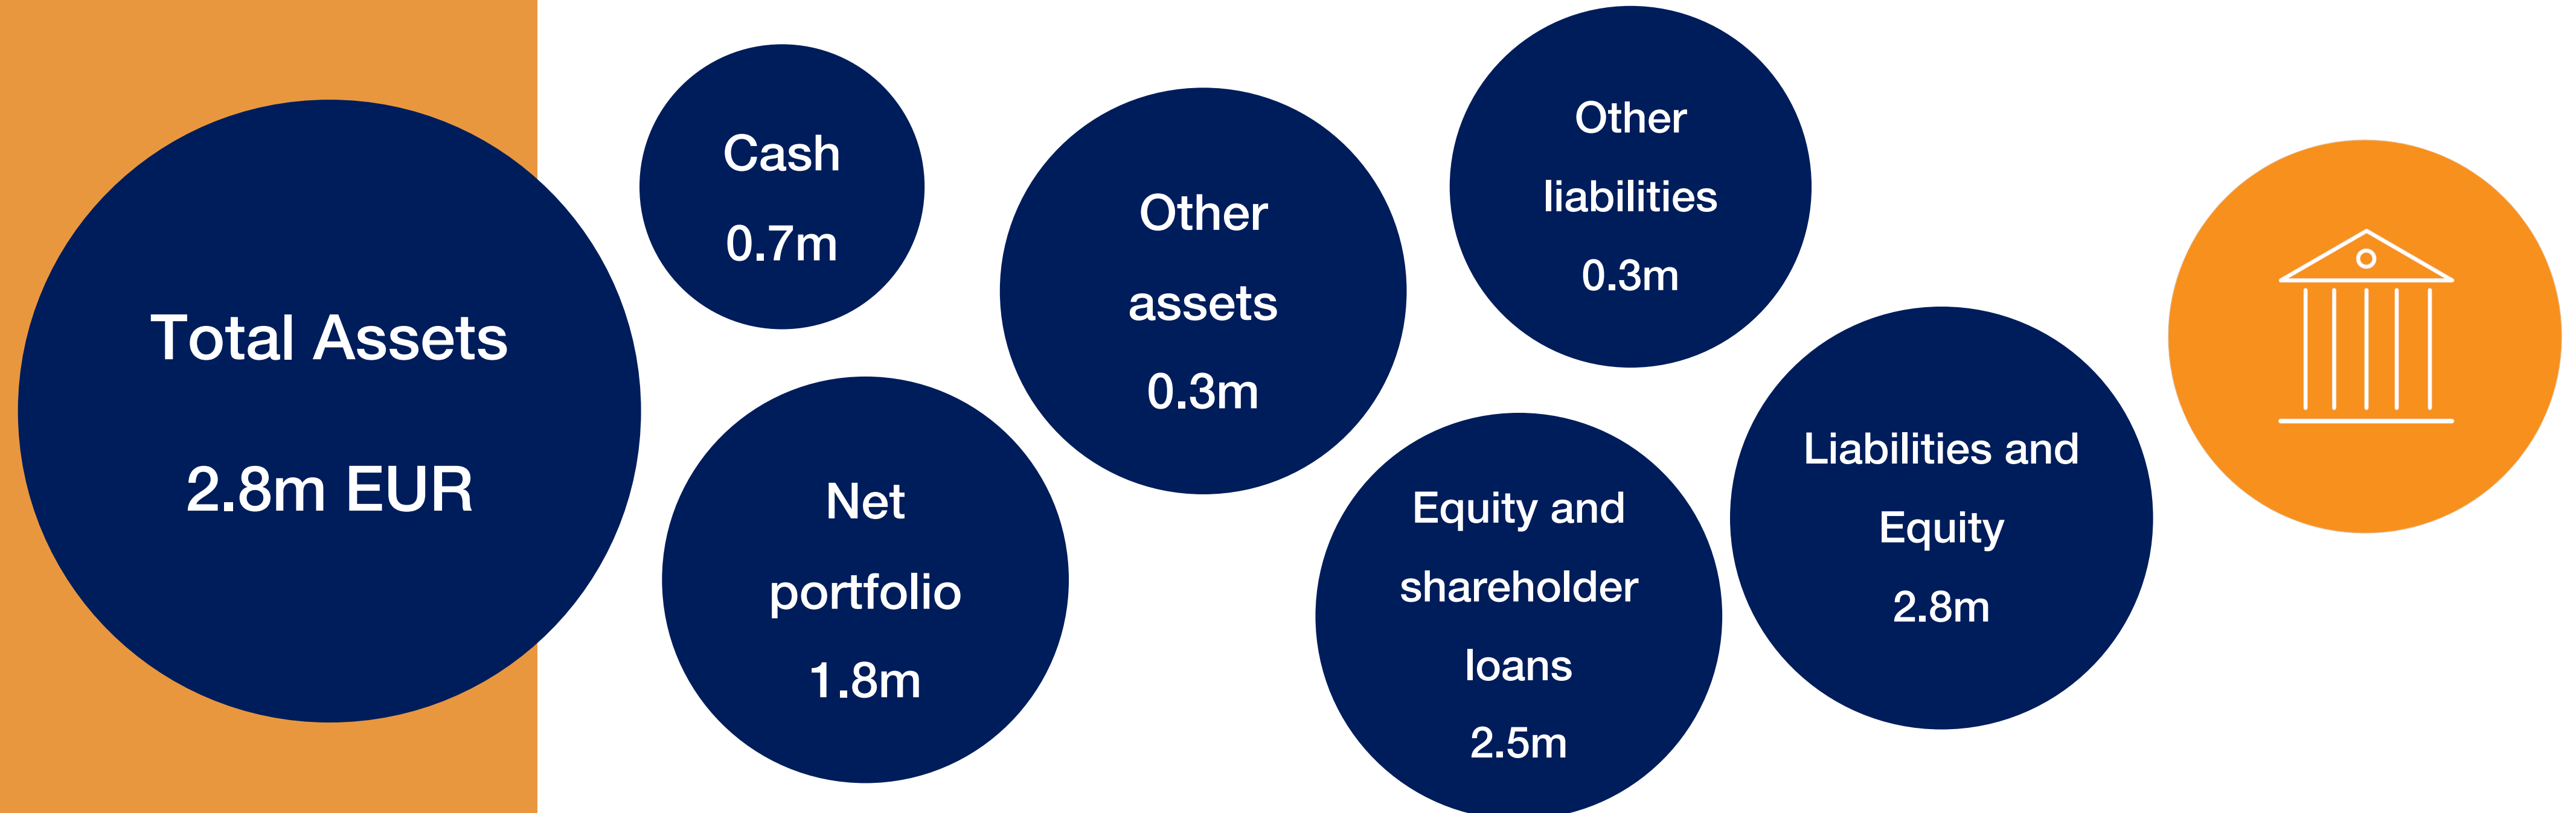 Total Assets
2.8m EUR
Cash
0.7m
Net
portfolio
1.8m
Other
assets
0.3m
Other
liabilities
0.3m
Equity and
shareholder
loans
2.5m
Liabilities and
Equity
2.8m